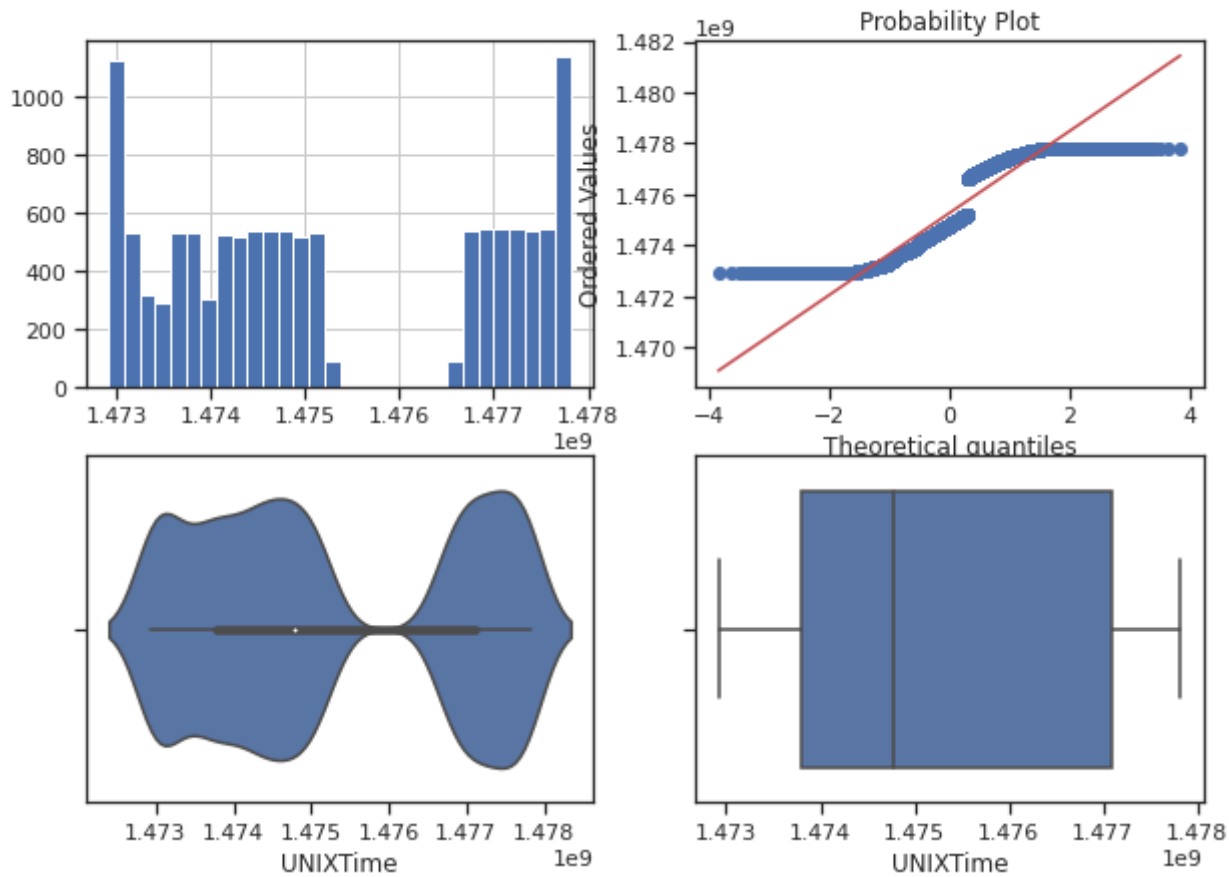 1000
800
600
400
200
0
1.473 1.474 1.475 1.476 1.477 1.478
1e9
1e9
Probability Plot
Ordered Values
1.482
1.480
1.478
1.476
1.474
1.472
1.470
−4 −2 0 2 4
Theoretical quantiles
1.473 1.474 1.475 1.476 1.477 1.478
1e9
UNIXTime
1.473 1.474 1.475 1.476 1.477 1.478
1e9
UNIXTime